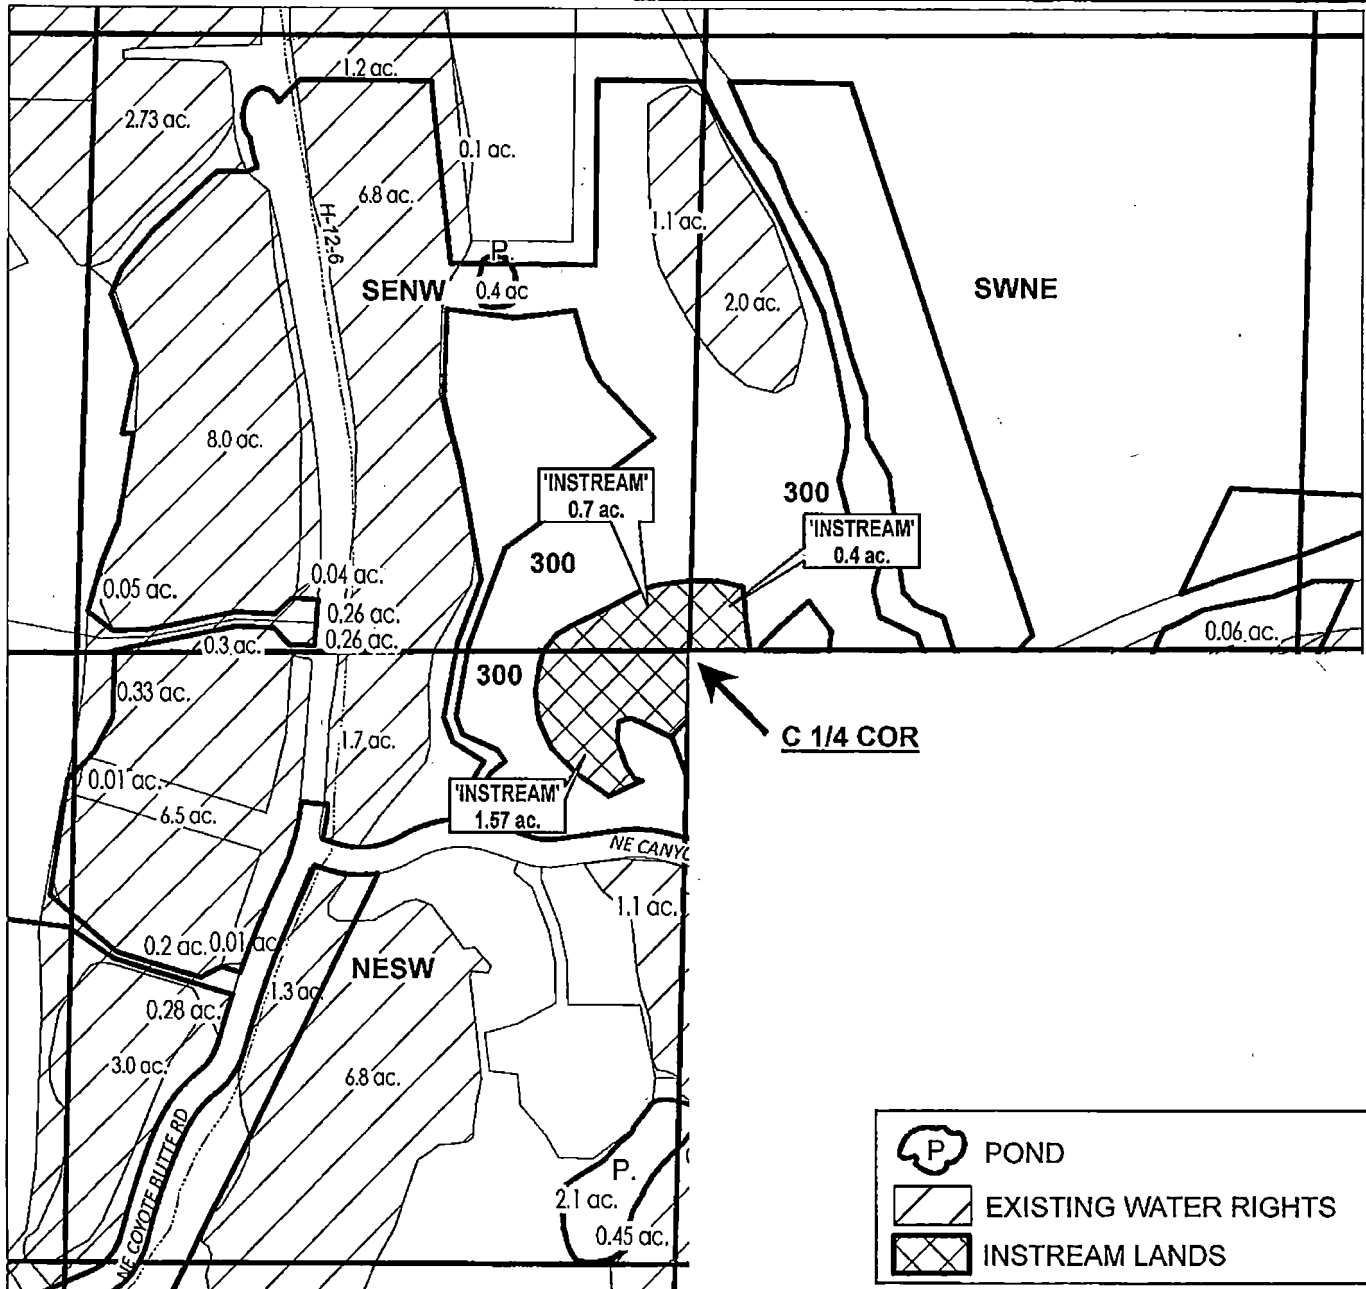 1.2 ac.
2.73 ac.
0.1 ac.
6.8 ac.
H-12-6
1.1 ac.
P
SENW
0.4 ac
2.0 ac.
SWNE
8.0 ac.
'INSTREAM'
0.7 ac.
300
'INSTREAM'
0.4 ac.
300
0.04 ac.
0.05 ac.
0.26 ac.
0.26 ac.
0.3 ac.
0.06 ac.
300
0.33 ac.
1.7 ac.
C 1/4 COR
0.01 ac.
6.5 ac.
'INSTREAM'
1.57 ac.
NE CANYO
1.1 ac.
0.2 ac.
0.01 ac
NESW
1.3 ac.
0.28 ac.
3.0 ac.
6.8 ac.
NE COYOTE BUTTE RD
P.
2.1 ac.
0.45 ac.
P POND
EXISTING WATER RIGHTS
INSTREAM LANDS